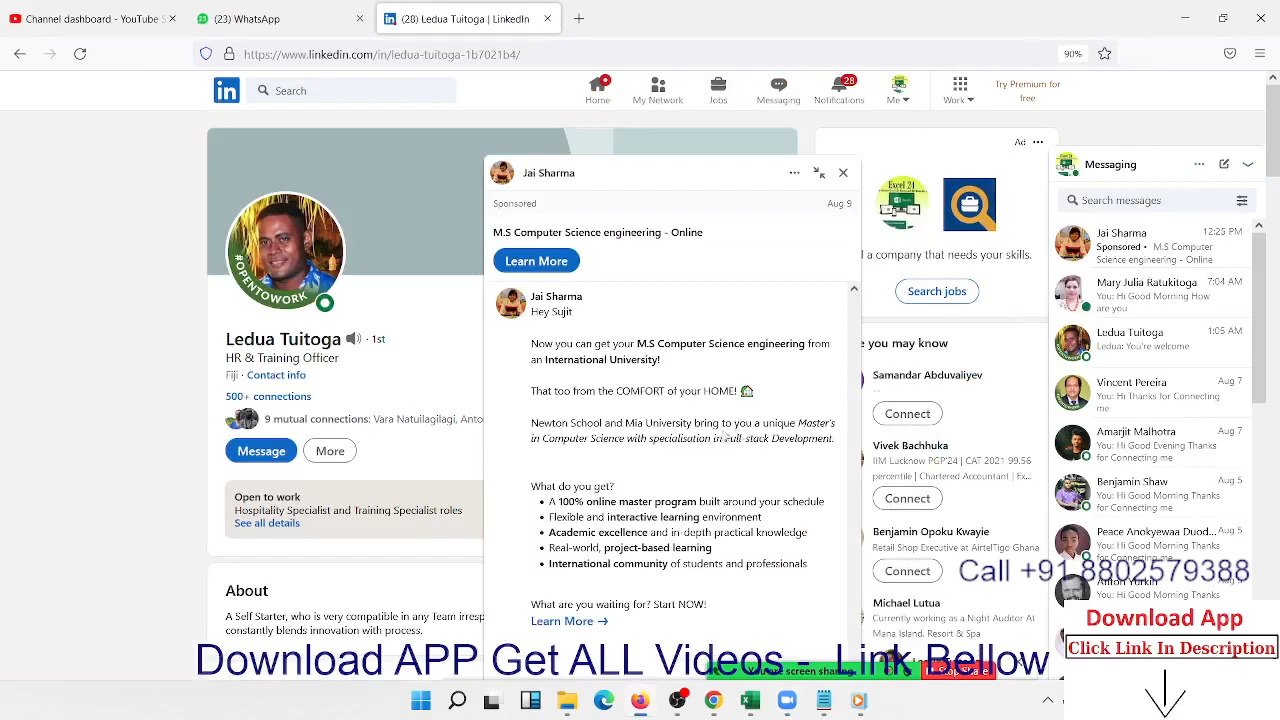 Channel dashboard - YouTube S
(23) WhatsApp
(28) Ledua Tuitoga | LinkedIn
https://www.linkedin.com/in/ledua-tuitoga-1b7021b4/
90%
in
Search
Home
My Network
Jobs
Messaging
28
Notifications
Me
Work
Try Premium for
free
#OPENTOWORK
Ledua Tuitoga
1st
HR & Training Officer
Fiji · Contact info
500+ connections
9 mutual connections: Vara Natuilagilagi, Anto
Message
More
Open to work
Hospitality Specialist and Training Specialist roles
See all details
About
A Self Starter, who is very compatible in any Team irresp
constantly blends innovation with process.
Jai Sharma
Sponsored
Aug 9
M.S Computer Science engineering - Online
Learn More
Jai Sharma
Hey Sujit
Now you can get your M.S Computer Science engineering from
an International University!
That too from the COMFORT of your HOME!
Newton School and Mia University bring to you a unique Master's
in Computer Science with specialisation in Full-stack Development.
What do you get?
• A 100% online master program built around your schedule
• Flexible and interactive learning environment
• Academic excellence and in-depth practical knowledge
• Real-world, project-based learning
• International community of students and professionals
What are you waiting for? Start NOW!
Learn More →
Ad
Excel 24
d a company that needs your skills.
Search jobs
e you may know
Samandar Abduvaliyev
--
Connect
Vivek Bachhuka
IIM Lucknow PGP'24 | CAT 2021 99.56
percentile | Chartered Accountant | Ex...
Connect
Benjamin Opoku Kwayie
Retail Shop Executive at AirtelTigo Ghana
Connect
Michael Lutua
Currently working as a Night Auditor At
Mana Island, Resort & Spa
Messaging
Search messages
Jai Sharma
12:25 PM
Sponsored • M.S Computer
Science engineering - Online
Mary Julia Ratukitoga
7:04 AM
You: Hi Good Morning How
are you
Ledua Tuitoga
1:05 AM
Ledua: You're welcome
Vincent Pereira
Aug 7
You: Hi Thanks for Connecting
me
Amarjit Malhotra
Aug 7
You: Hi Good Evening Thanks
for Connecting me
Benjamin Shaw
Aug 5
You: Hi Good Morning Thanks
for Connecting me
Peace Anokyewaa Duod...
Aug 5
You: Hi Good Morning Thanks
for Connecting me
Anton Yurkin
Call +91 8802579388
Download App
Click Link In Description
Download APP Get ALL Videos - Link Bellow
You are screen sharing
Stop Share